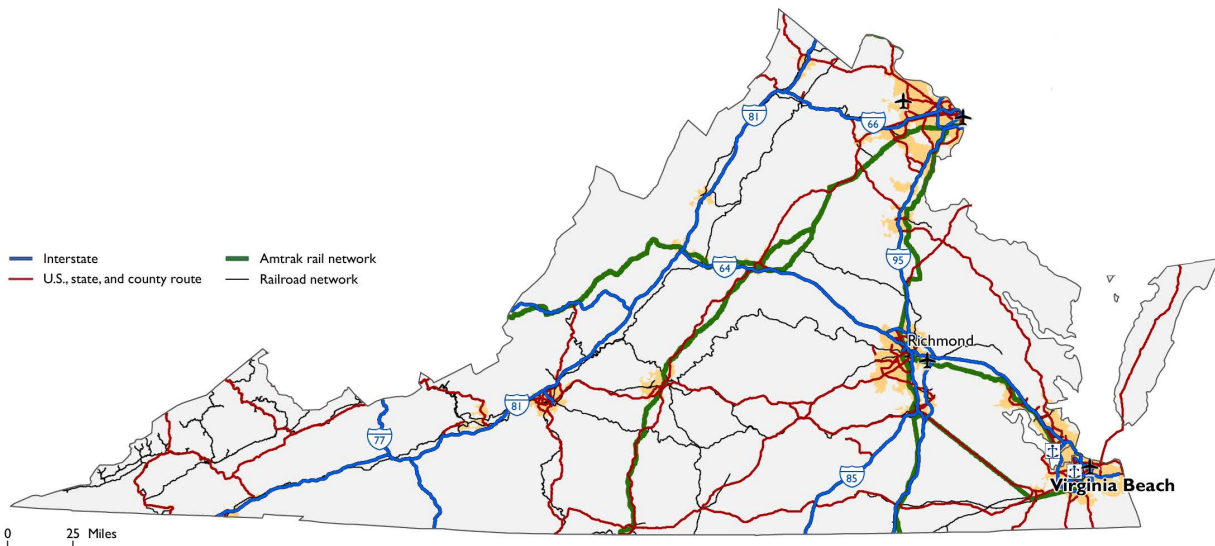 81
66
Interstate
Amtrak rail network
U.S., state, and county route
Railroad network
95
64
Richmond
81
77
85
Virginia Beach
0 25 Miles